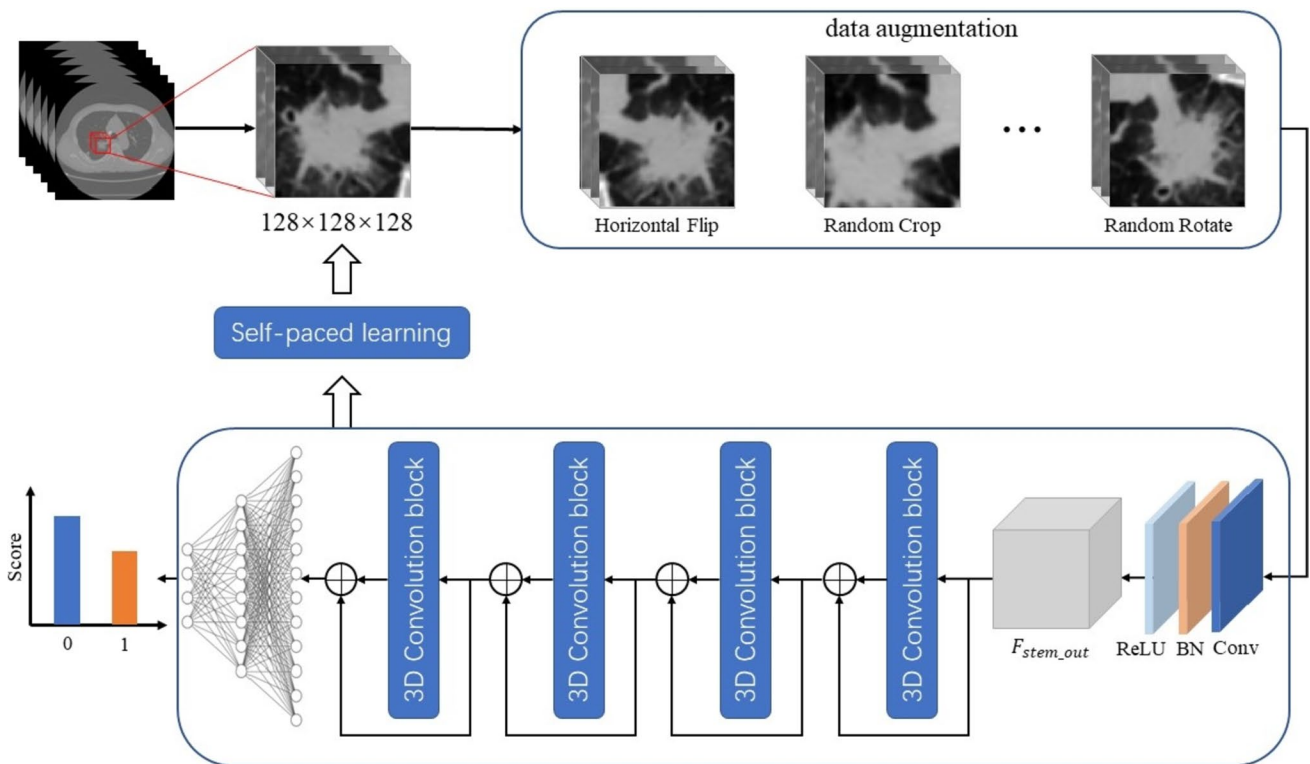 data augmentation
128×128×128
Horizontal Flip
Random Crop
...
Random Rotate
Self-paced learning
Score
0
1
3D Convolution block
3D Convolution block
3D Convolution block
3D Convolution block
F_stem_out
ReLU
BN
Conv